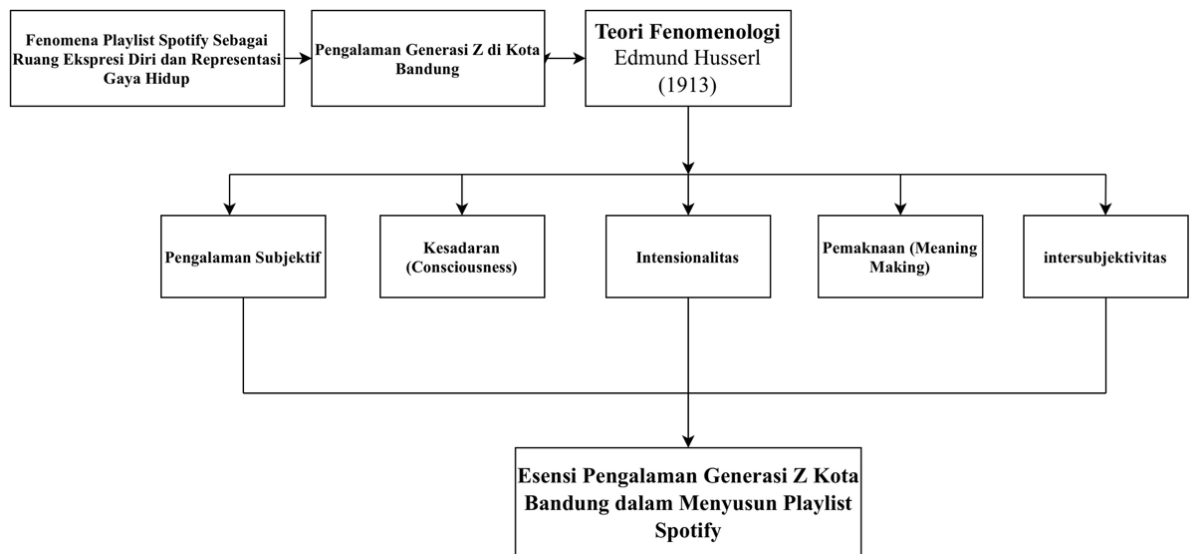 Fenomena Playlist Spotify Sebagai
Ruang Ekspresi Diri dan Representasi
Gaya Hidup
Pengalaman Generasi Z di Kota
Bandung
Teori Fenomenologi
Edmund Husserl
(1913)
Pengalaman Subjektif
Kesadaran
(Consciousness)
Intensionalitas
Pemaknaan (Meaning
Making)
intersubjektivitas
Esensi Pengalaman Generasi Z Kota
Bandung dalam Menyusun Playlist
Spotify